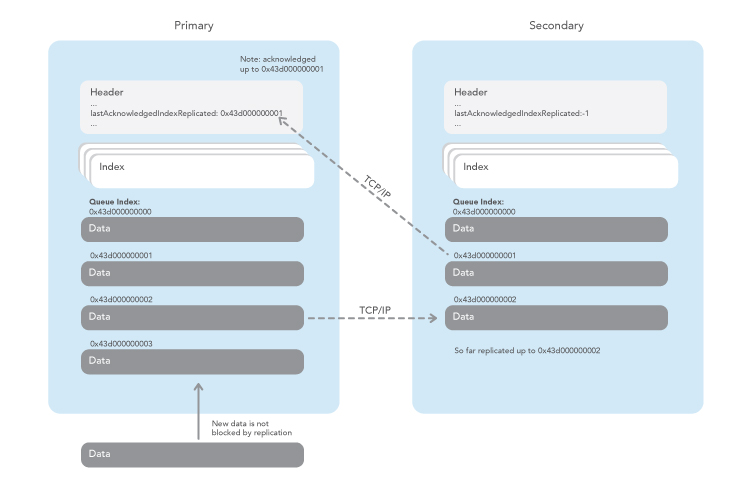 Primary
Note: acknowledged
up to 0x43d000000001
Header
...
lastAcknowledgedIndexReplicated: 0x43d000000001
...
Index
Queue Index:
0x43d000000000
Data
0x43d000000001
Data
0x43d000000002
Data
0x43d000000003
Data
New data is not
blocked by replication
Data
TCP/IP
TCP/IP
Secondary
Header
...
lastAcknowledgedIndexReplicated:-1
...
Index
Queue Index:
0x43d000000000
Data
0x43d000000001
Data
0x43d000000002
Data
So far replicated up to 0x43d000000002